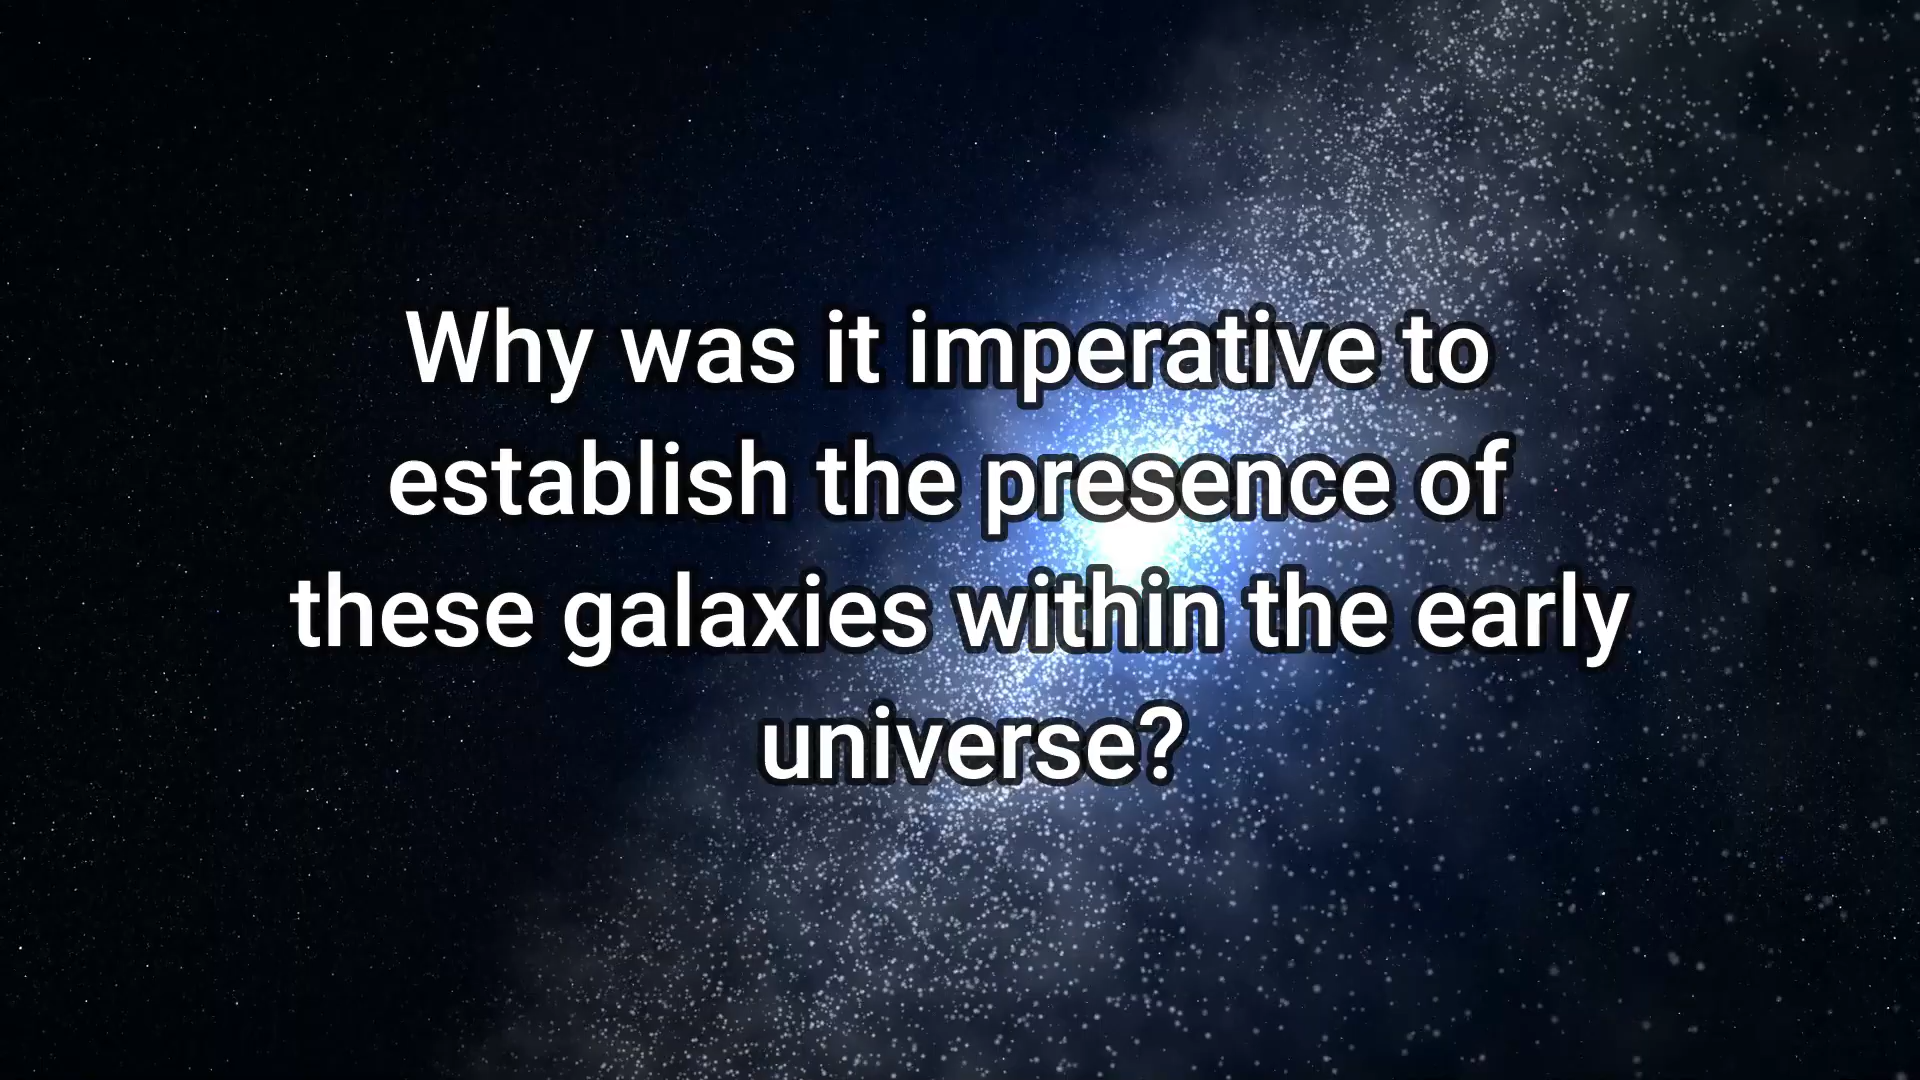 Why was it imperative to
establish the presence of
these galaxies within the early
universe?